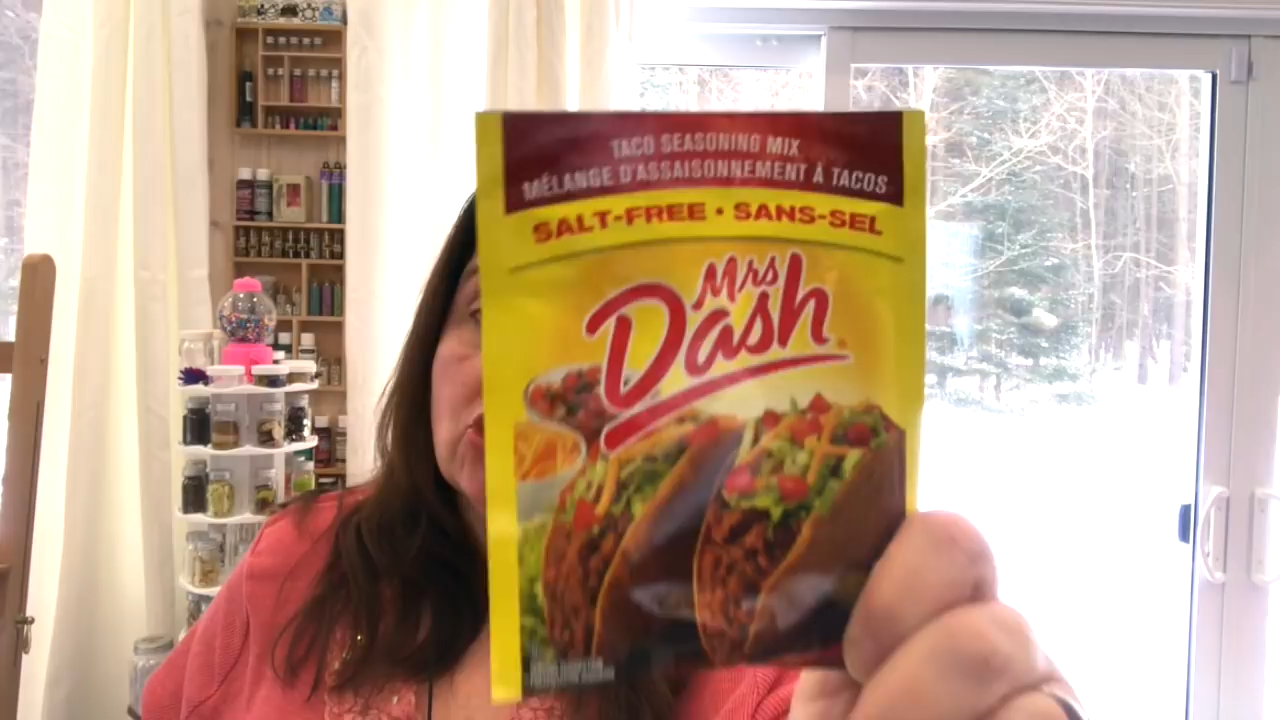 TACO SEASONING MIX
MÉLANGE D'ASSAISONNEMENT À TACOS
SALT-FREE • SANS-SEL
Mrs
Dash